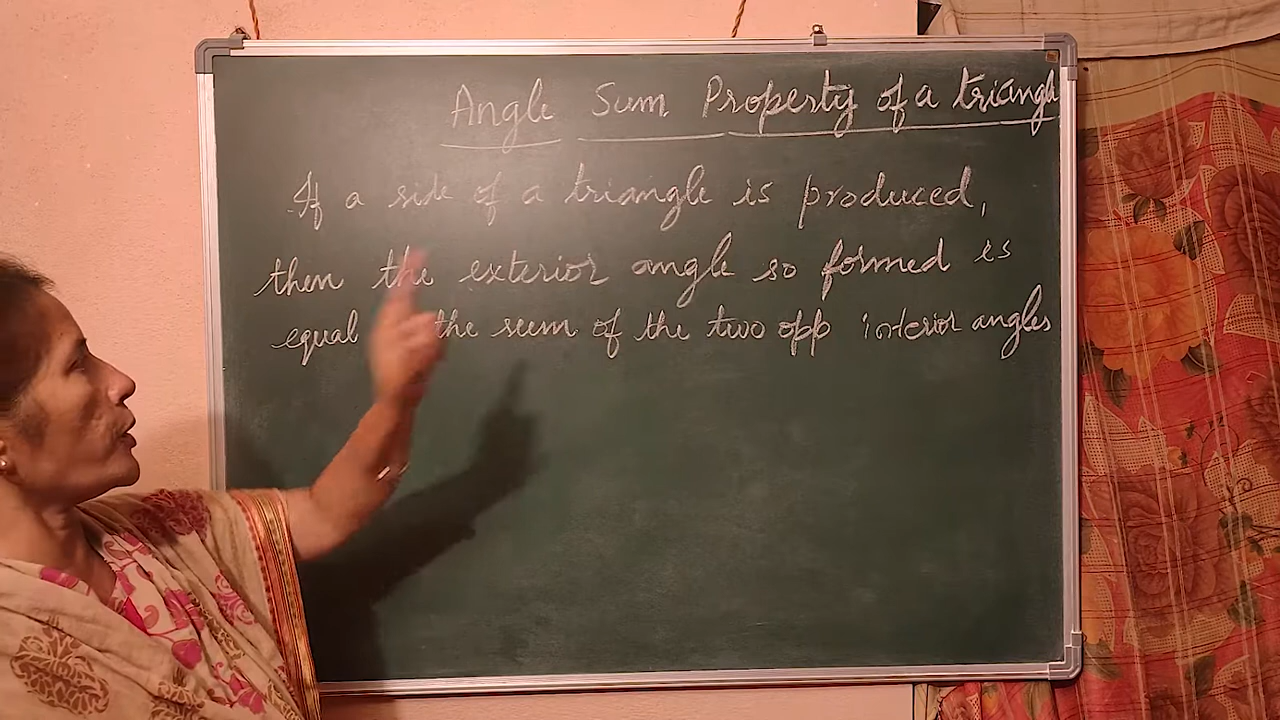 Angle Sum Property of a triangl
If a side of a triangle is produced,
then the exterior angle so formed is
equal the sum of the two opp interior angles